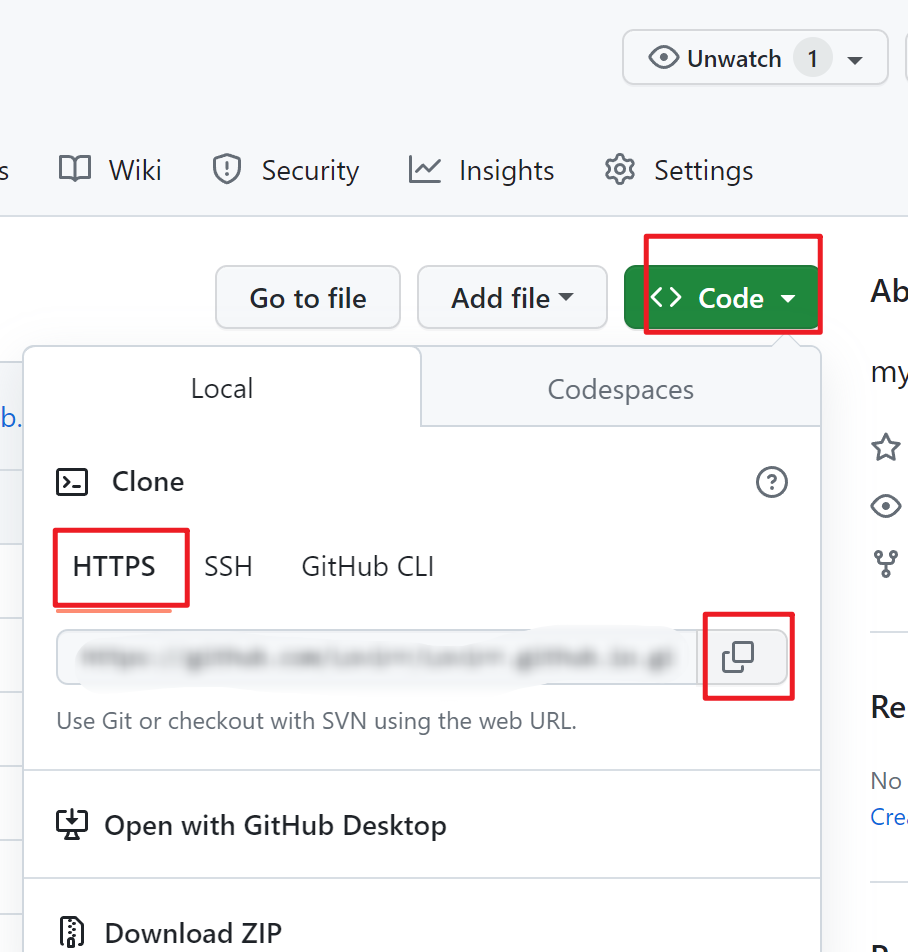 Unwatch 1
s Wiki Security Insights Settings
Go to file Add file Code
Ab
Local Codespaces
my
b.
Clone
HTTPS SSH GitHub CLI
Use Git or checkout with SVN using the web URL.
Re
No
Open with GitHub Desktop
Crea
Download ZIP